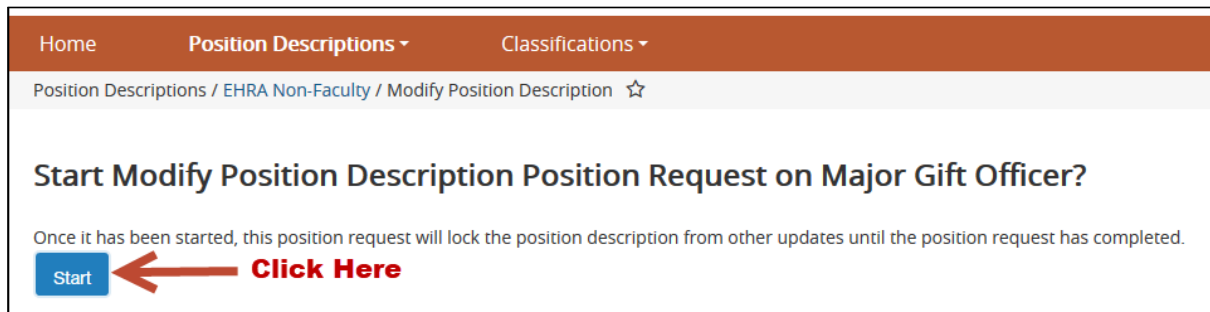 Home Position Descriptions Classifications
Position Descriptions / EHRA Non-Faculty / Modify Position Description
Start Modify Position Description Position Request on Major Gift Officer?
Once it has been started, this position request will lock the position description from other updates until the position request has completed.
Start Click Here